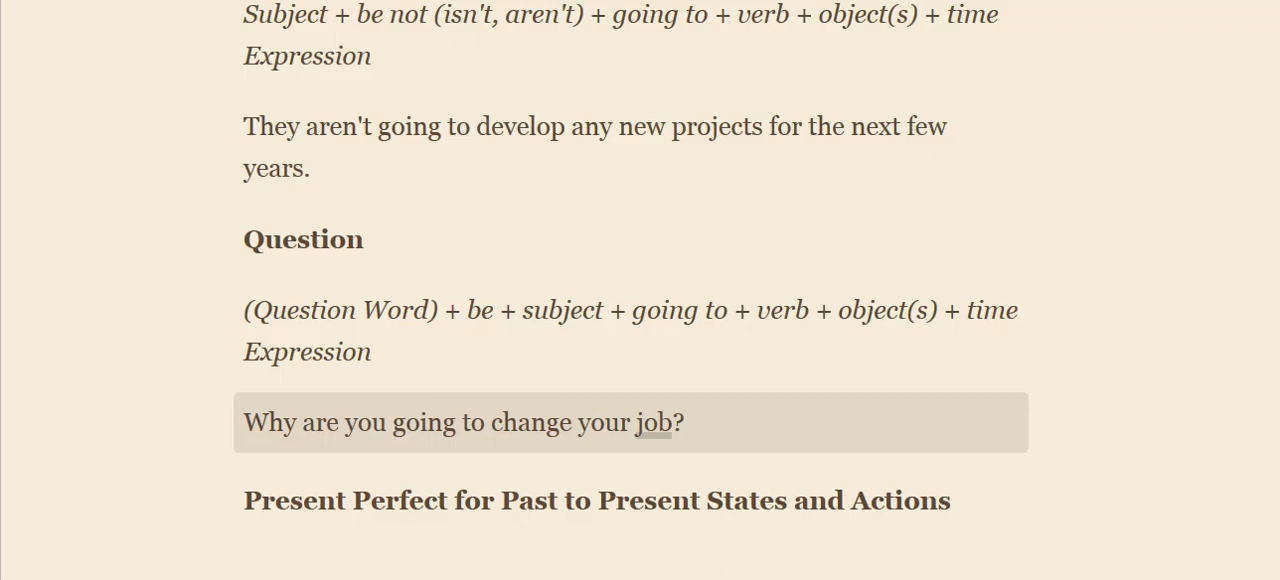 Subject + be not (isn't, aren't) + going to + verb + object(s) + time
Expression
They aren't going to develop any new projects for the next few
years.
Question
(Question Word) + be + subject + going to + verb + object(s) + time
Expression
Why are you going to change your job?
Present Perfect for Past to Present States and Actions